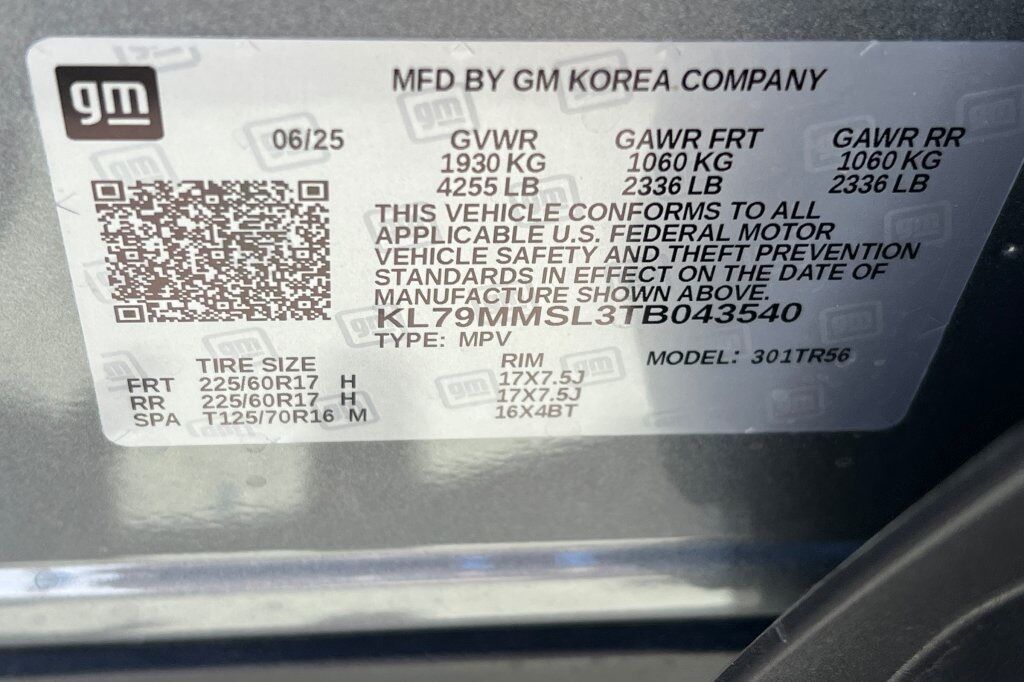 gm
MFD BY GM KOREA COMPANY
06/25 GVWR GAWR FRT GAWR RR
1930 KG 1060 KG 1060 KG
4255 LB 2336 LB 2336 LB
THIS VEHICLE CONFORMS TO ALL
APPLICABLE U.S. FEDERAL MOTOR
VEHICLE SAFETY AND THEFT PREVENTION
STANDARDS IN EFFECT ON THE DATE OF
MANUFACTURE SHOWN ABOVE.
KL79MMSL3TB043540
TYPE: MPV
MODEL: 301TR56
TIRE SIZE RIM
FRT 225/60R17 H 17X7.5J
RR 225/60R17 H 17X7.5J
SPA T125/70R16 M 16X4BT